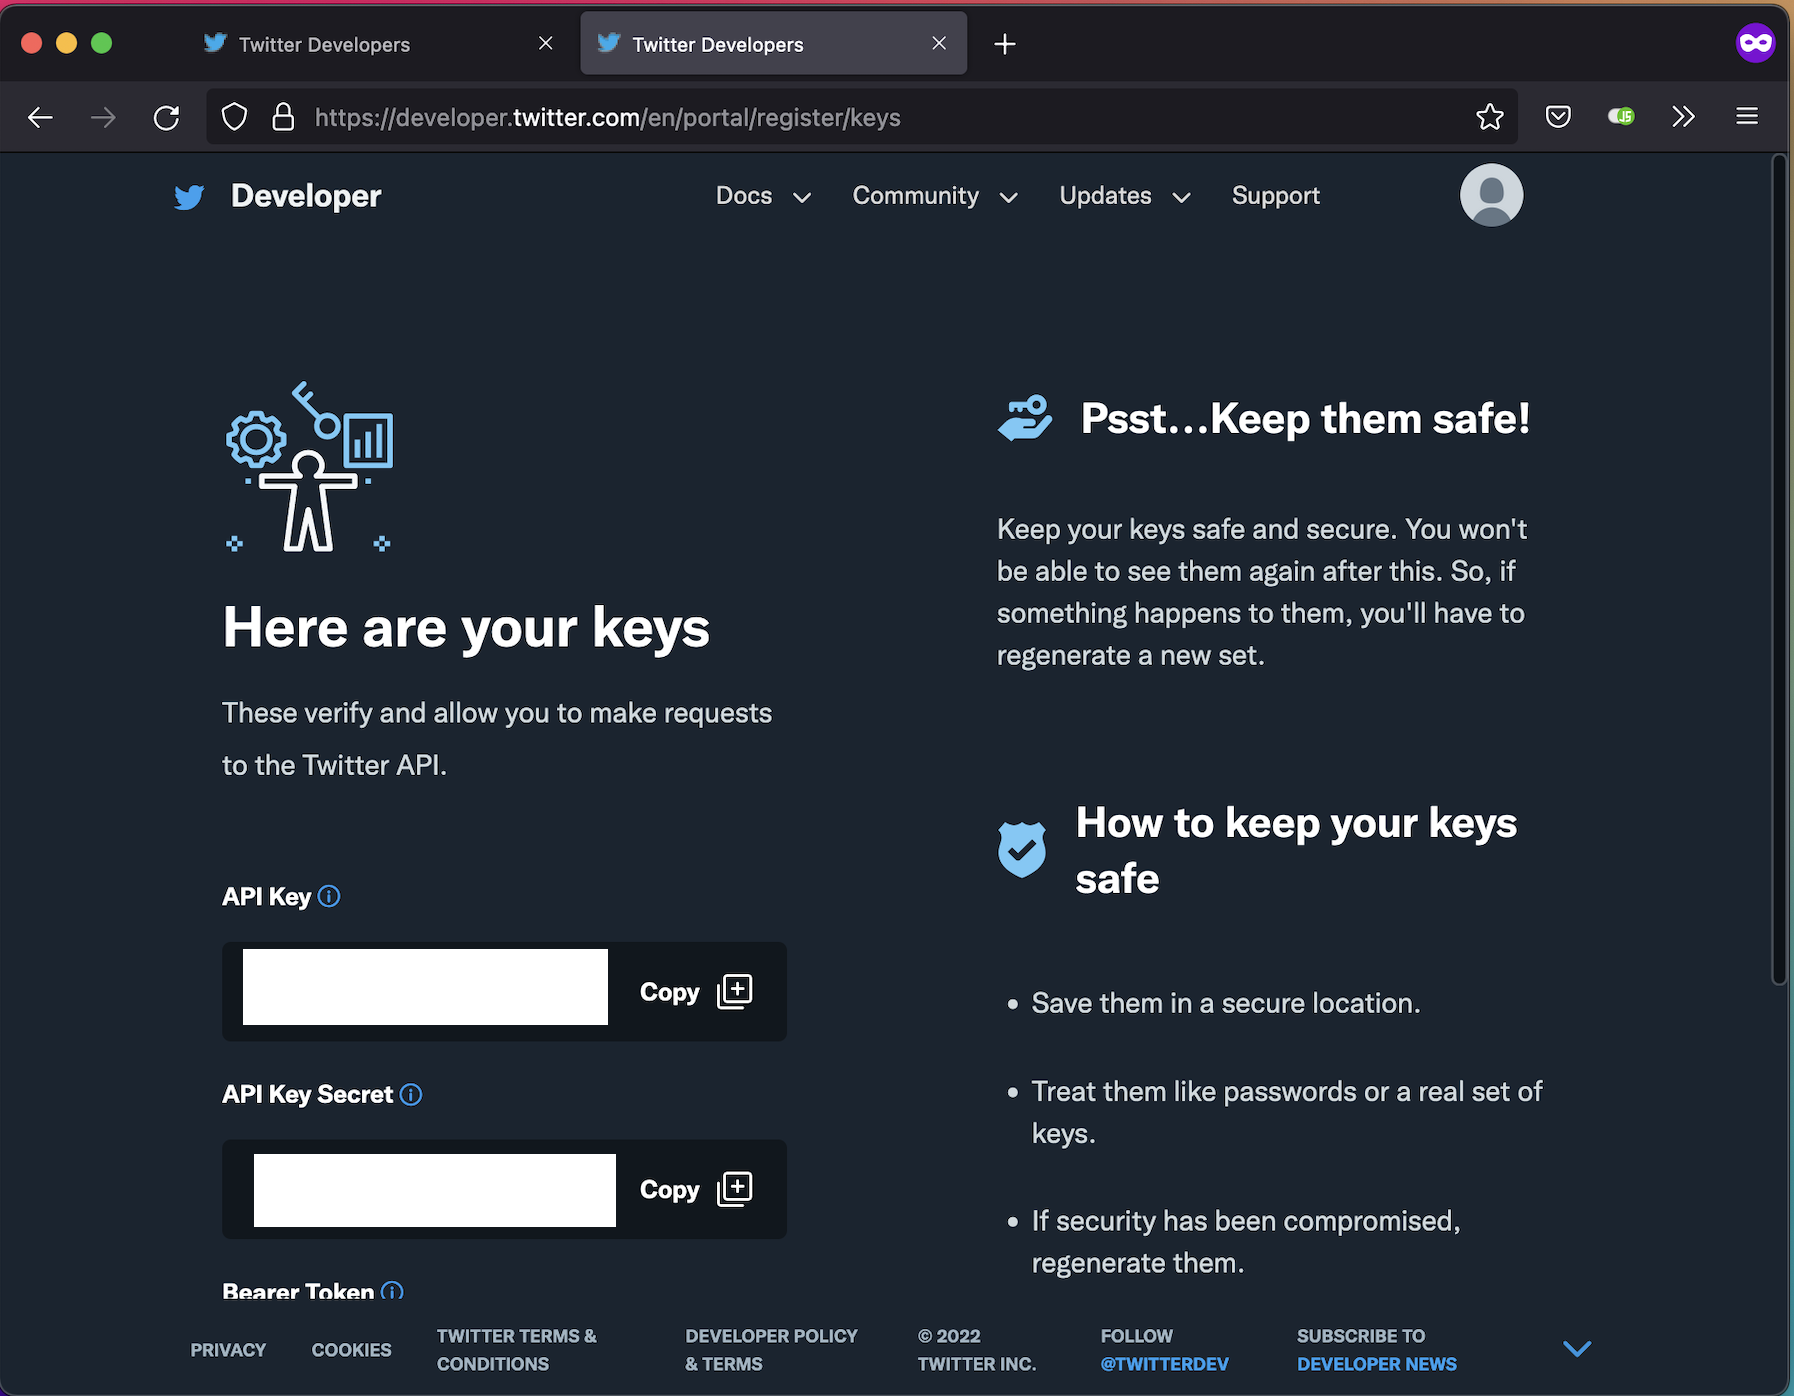 Twitter Developers
Twitter Developers
https://developer.twitter.com/en/portal/register/keys
JS
Developer
Docs
Community
Updates
Support
Here are your keys
These verify and allow you to make requests
to the Twitter API.
API Key
Copy
API Key Secret
Copy
Bearer Token
Psst...Keep them safe!
Keep your keys safe and secure. You won't
be able to see them again after this. So, if
something happens to them, you'll have to
regenerate a new set.
How to keep your keys
safe
• Save them in a secure location.
• Treat them like passwords or a real set of
keys.
• If security has been compromised,
regenerate them.
PRIVACY
COOKIES
TWITTER TERMS &
CONDITIONS
DEVELOPER POLICY
& TERMS
© 2022
TWITTER INC.
FOLLOW
@TWITTERDEV
SUBSCRIBE TO
DEVELOPER NEWS